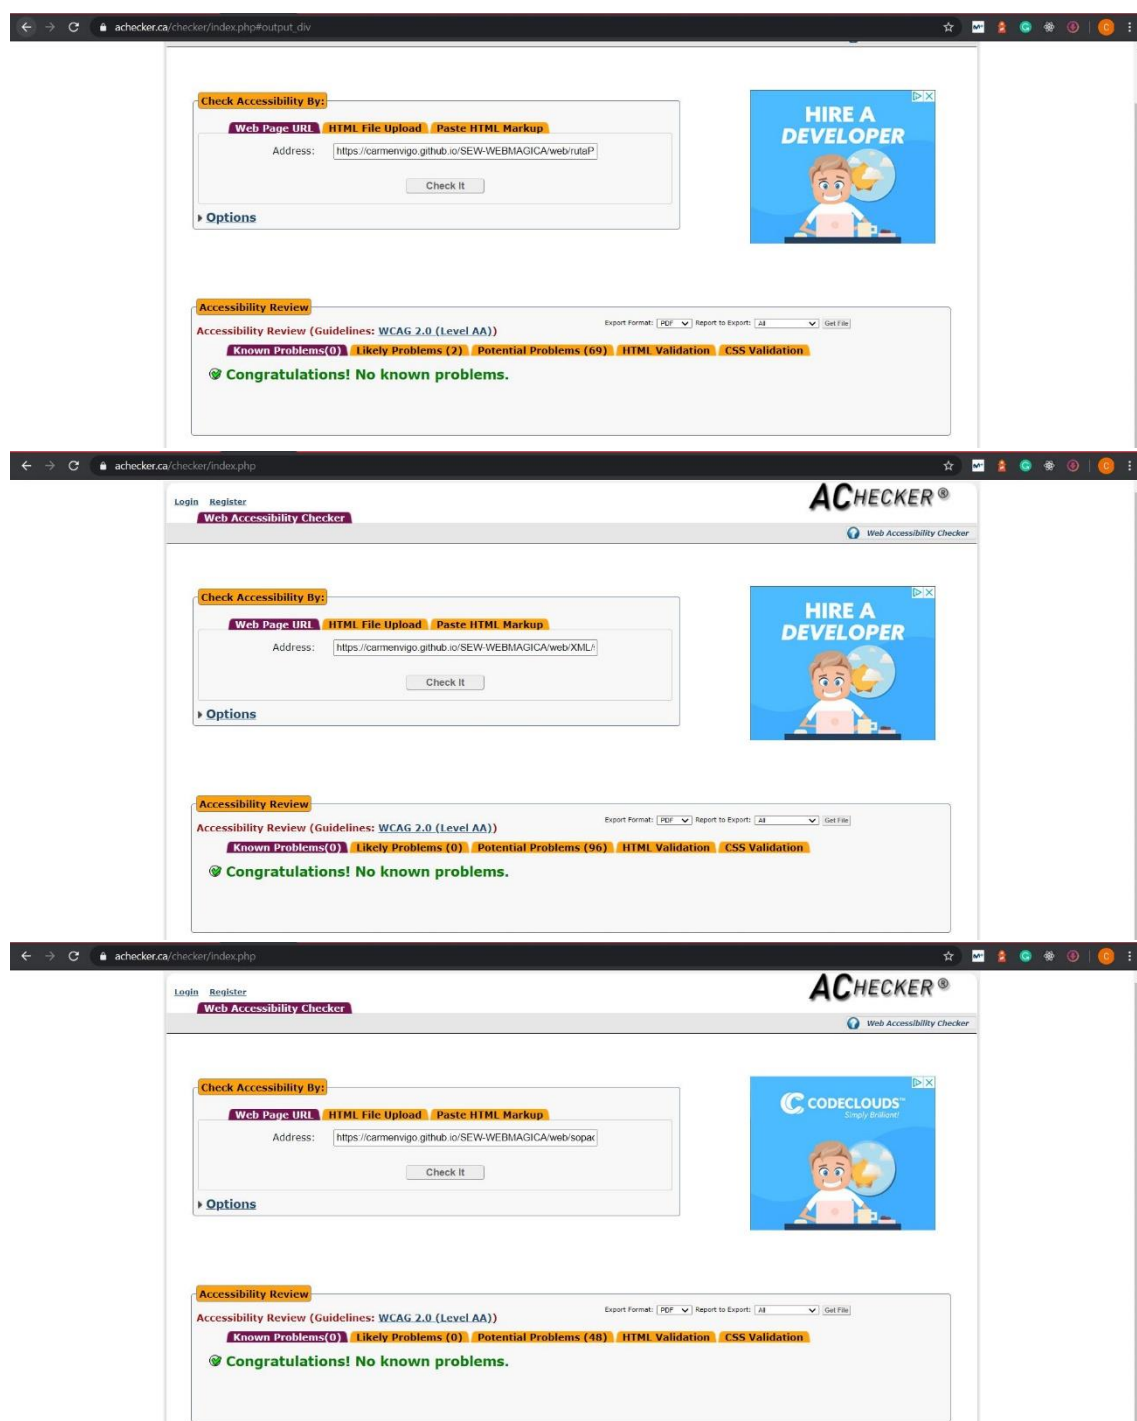 achecker.ca/checker/index.php#output_div
Check Accessibility By:
Web Page URL HTML File Upload Paste HTML Markup
Address: https://carmenvigo.github.io/SEW-WEBMAGICA/web/rutaP
Check It
Options
HIRE A
DEVELOPER
Accessibility Review
Export Format: PDF Report to Export: All Get File
Accessibility Review (Guidelines: WCAG 2.0 (Level AA))
Known Problems(0) Likely Problems (2) Potential Problems (69) HTML Validation CSS Validation
Congratulations! No known problems.
achecker.ca/checker/index.php
Login Register
ACHECKER ®
Web Accessibility Checker
Web Accessibility Checker
Check Accessibility By:
Web Page URL HTML File Upload Paste HTML Markup
Address: https://carmenvigo.github.io/SEW-WEBMAGICA/web/XML/
Check It
Options
HIRE A
DEVELOPER
Accessibility Review
Export Format: PDF Report to Export: All Get File
Accessibility Review (Guidelines: WCAG 2.0 (Level AA))
Known Problems(0) Likely Problems (0) Potential Problems (96) HTML Validation CSS Validation
Congratulations! No known problems.
achecker.ca/checker/index.php
Login Register
ACHECKER ®
Web Accessibility Checker
Web Accessibility Checker
Check Accessibility By:
Web Page URL HTML File Upload Paste HTML Markup
Address: https://carmenvigo.github.io/SEW-WEBMAGICA/web/sopac
Check It
Options
CODECLOUDS™
Simply Brilliant!
Accessibility Review
Export Format: PDF Report to Export: All Get File
Accessibility Review (Guidelines: WCAG 2.0 (Level AA))
Known Problems(0) Likely Problems (0) Potential Problems (48) HTML Validation CSS Validation
Congratulations! No known problems.